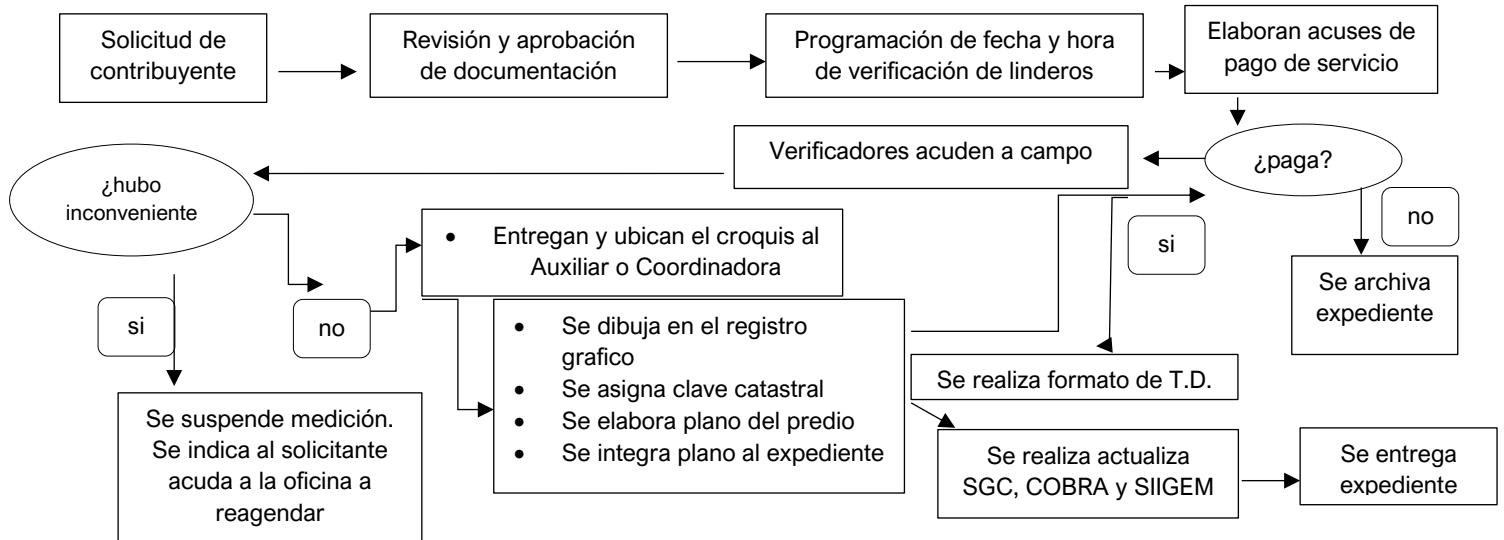 Solicitud de
contribuyente
Revisión y aprobación
de documentación
Programación de fecha y hora
de verificación de linderos
Elaboran acuses de
pago de servicio
¿paga?
Verificadores acuden a campo
¿hubo
inconveniente
no
si
Se archiva
expediente
• Entregan y ubican el croquis al
Auxiliar o Coordinadora
si
no
• Se dibuja en el registro
grafico
• Se asigna clave catastral
• Se elabora plano del predio
• Se integra plano al expediente
Se realiza formato de T.D.
Se suspende medición.
Se indica al solicitante
acuda a la oficina a
reagendar
Se realiza actualiza
SGC, COBRA y SIIGEM
Se entrega
expediente